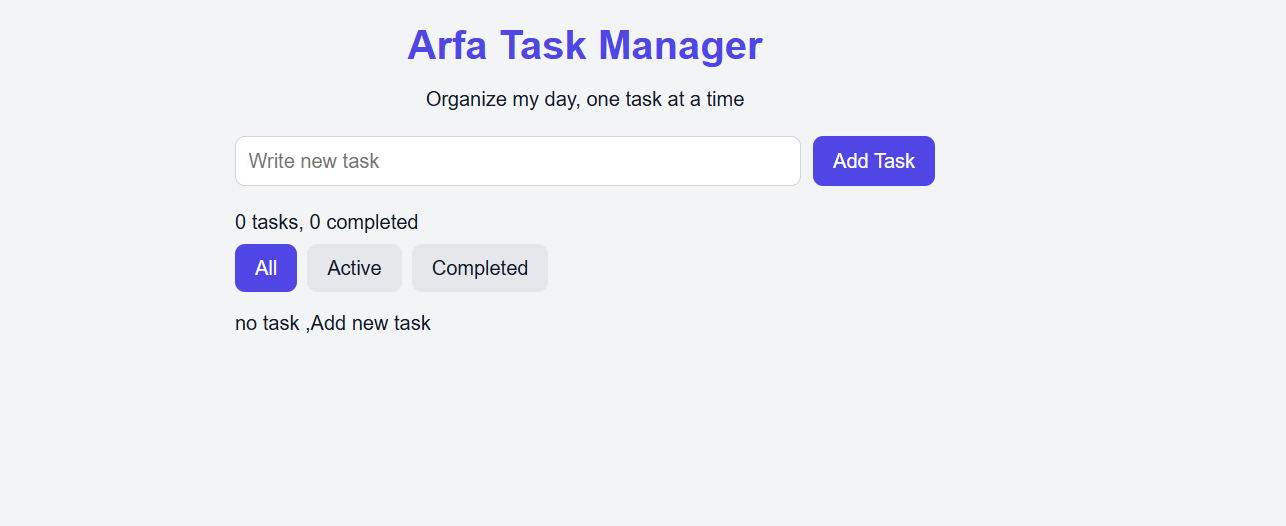 Arfa Task Manager
Organize my day, one task at a time
Write new task
Add Task
0 tasks, 0 completed
All
Active
Completed
no task ,Add new task